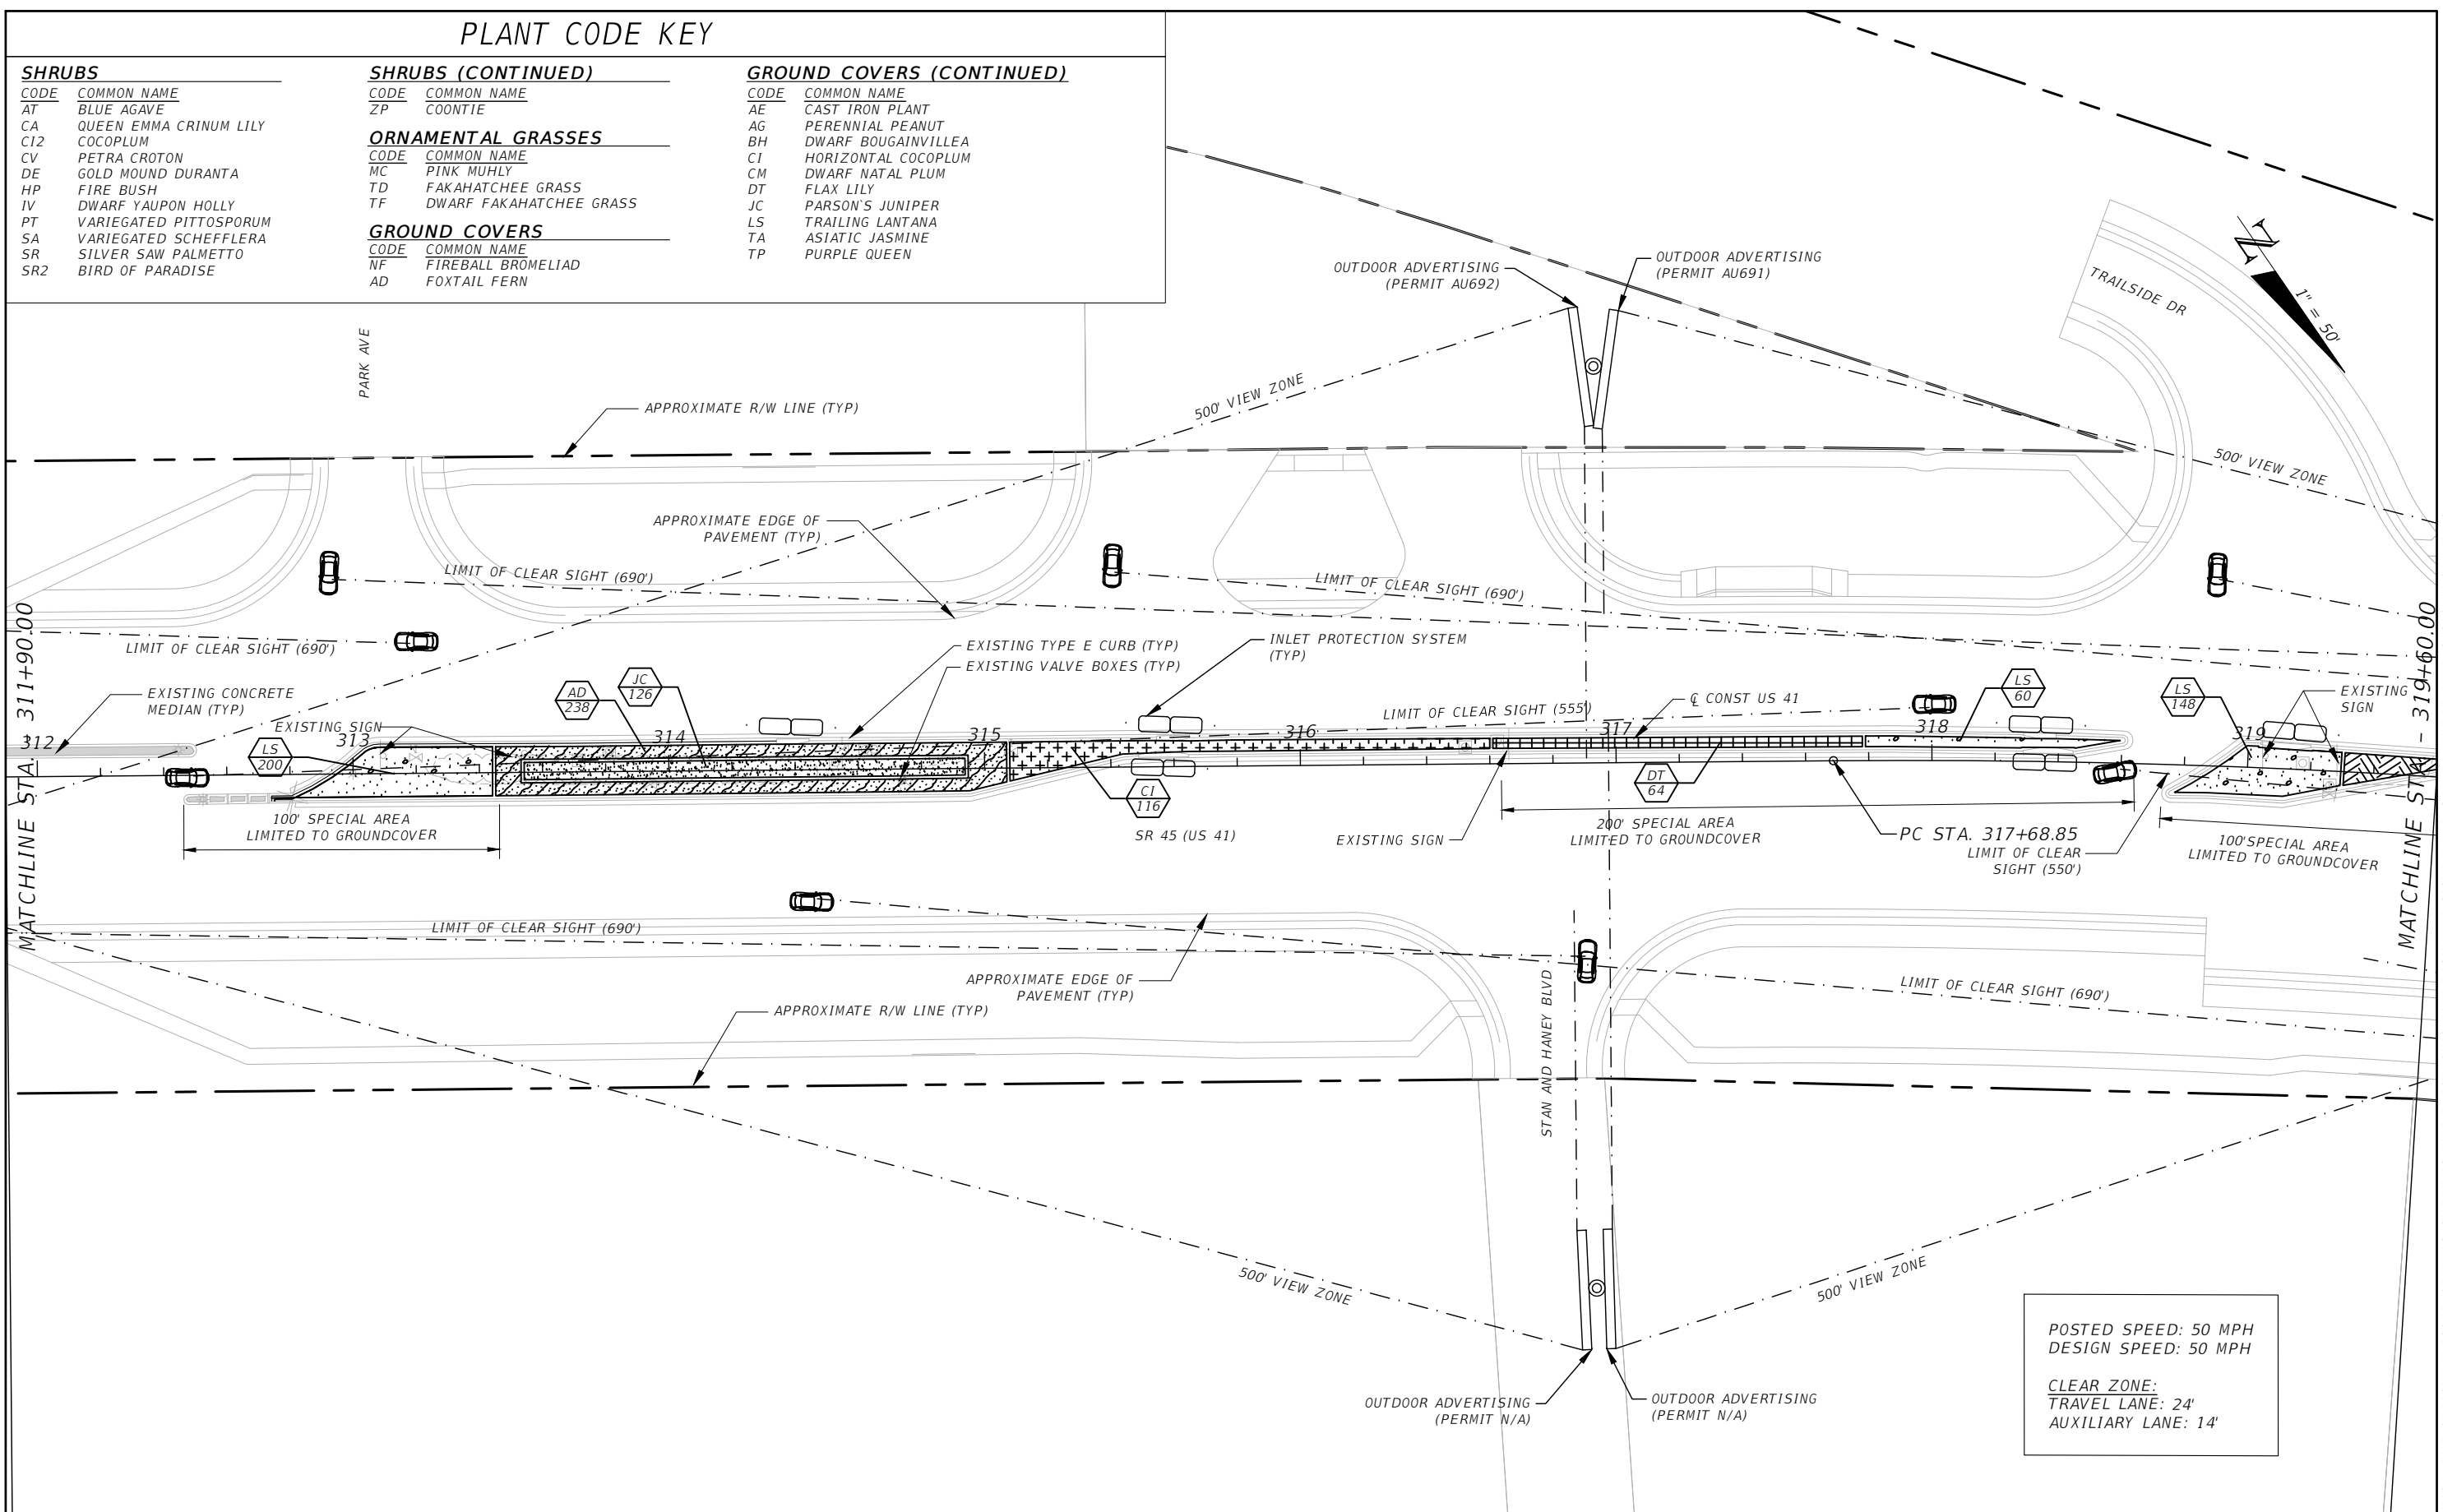 PLANT CODE KEY
SHRUBS
CODE COMMON NAME
AT BLUE AGAVE
CA QUEEN EMMA CRINUM LILY
CI2 COCOPLUM
CV PETRA CROTON
DE GOLD MOUND DURANTA
HP FIRE BUSH
IV DWARF YAUPON HOLLY
PT VARIEGATED PITTOSPORUM
SA VARIEGATED SCHEFFLERA
SR SILVER SAW PALMETTO
SR2 BIRD OF PARADISE
SHRUBS (CONTINUED)
CODE COMMON NAME
ZP COONTIE
ORNAMENTAL GRASSES
CODE COMMON NAME
MC PINK MUHLY
TD FAKAHATCHEE GRASS
TF DWARF FAKAHATCHEE GRASS
GROUND COVERS
CODE COMMON NAME
NF FIREBALL BROMELIAD
AD FOXTAIL FERN
GROUND COVERS (CONTINUED)
CODE COMMON NAME
AE CAST IRON PLANT
AG PERENNIAL PEANUT
BH DWARF BOUGAINVILLEA
CI HORIZONTAL COCOPLUM
CM DWARF NATAL PLUM
DT FLAX LILY
JC PARSON`S JUNIPER
LS TRAILING LANTANA
TA ASIATIC JASMINE
TP PURPLE QUEEN
N
1" = 50'
TRAILSIDE DR
OUTDOOR ADVERTISING
(PERMIT AU692)
OUTDOOR ADVERTISING
(PERMIT AU691)
PARK AVE
500' VIEW ZONE
APPROXIMATE R/W LINE (TYP)
500' VIEW ZONE
APPROXIMATE EDGE OF
PAVEMENT (TYP)
LIMIT OF CLEAR SIGHT (690')
LIMIT OF CLEAR SIGHT (690')
LIMIT OF CLEAR SIGHT (690')
EXISTING TYPE E CURB (TYP)
EXISTING VALVE BOXES (TYP)
INLET PROTECTION SYSTEM
(TYP)
MATCHLINE STA. 311+90.00
EXISTING CONCRETE
MEDIAN (TYP)
EXISTING SIGN
AD
238
JC
126
LIMIT OF CLEAR SIGHT (555')
℄ CONST US 41
LS
60
LS
148
EXISTING
SIGN
312
LS
200
313
314
315
316
317
318
319
CI
116
DT
64
100' SPECIAL AREA
LIMITED TO GROUNDCOVER
SR 45 (US 41)
EXISTING SIGN
200' SPECIAL AREA
LIMITED TO GROUNDCOVER
PC STA. 317+68.85
LIMIT OF CLEAR
SIGHT (550')
100' SPECIAL AREA
LIMITED TO GROUNDCOVER
MATCHLINE STA - 319+60.00
LIMIT OF CLEAR SIGHT (690')
APPROXIMATE EDGE OF
PAVEMENT (TYP)
APPROXIMATE R/W LINE (TYP)
STAN AND HANEY BLVD
LIMIT OF CLEAR SIGHT (690')
500' VIEW ZONE
500' VIEW ZONE
OUTDOOR ADVERTISING
(PERMIT N/A)
OUTDOOR ADVERTISING
(PERMIT N/A)
POSTED SPEED: 50 MPH
DESIGN SPEED: 50 MPH
CLEAR ZONE:
TRAVEL LANE: 24'
AUXILIARY LANE: 14'